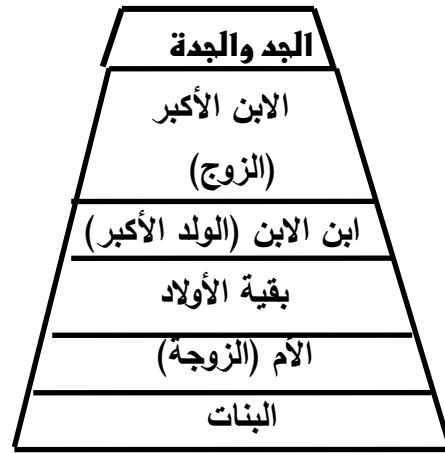 الجد والجدة
الابن الأكبر
(الزوج)
ابن الابن (الولد الأكبر)
بقية الأولاد
الأم (الزوجة)
البنات